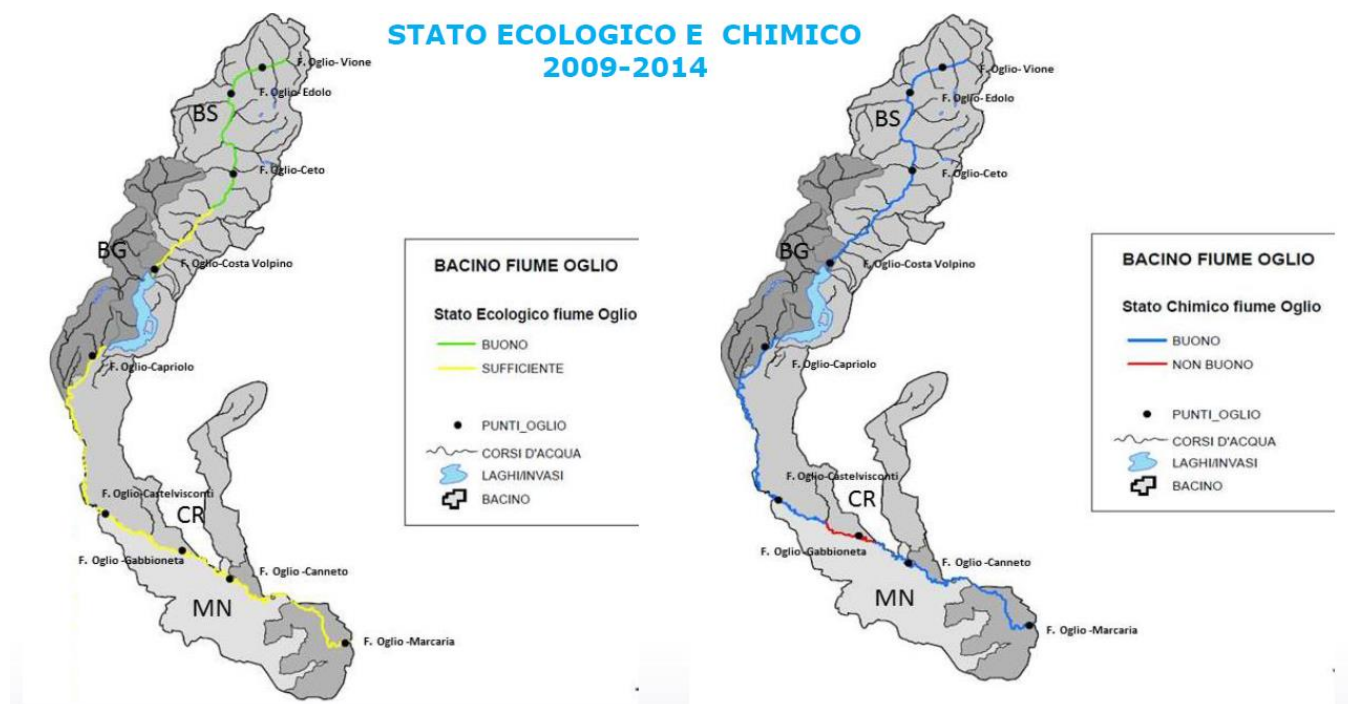 STATO ECOLOGICO E CHIMICO
2009-2014
F. Oglio- Vione
F. Oglio- Edolo
BS
F. Oglio-Ceto
BG
F. Oglio-Costa Volpino
F. Oglio-Capriolo
F. Oglio-Castelvisconti
CR
F. Oglio -Gabbioneta
F. Oglio -Canneto
MN
F. Oglio -Marcaria
BACINO FIUME OGLIO
Stato Ecologico fiume Oglio
BUONO
SUFFICIENTE
PUNTI_OGLIO
CORSI D'ACQUA
LAGHI/INVASI
BACINO
F. Oglio- Vione
F. Oglio- Edolo
BS
F. Oglio-Ceto
BG
F. Oglio-Costa Volpino
F. Oglio-Capriolo
F. Oglio-Castelvisconti
CR
F. Oglio-Gabbioneta
F. Oglio -Canneto
MN
F. Oglio -Marcaria
BACINO FIUME OGLIO
Stato Chimico fiume Oglio
BUONO
NON BUONO
PUNTI_OGLIO
CORSI D'ACQUA
LAGHI/INVASI
BACINO